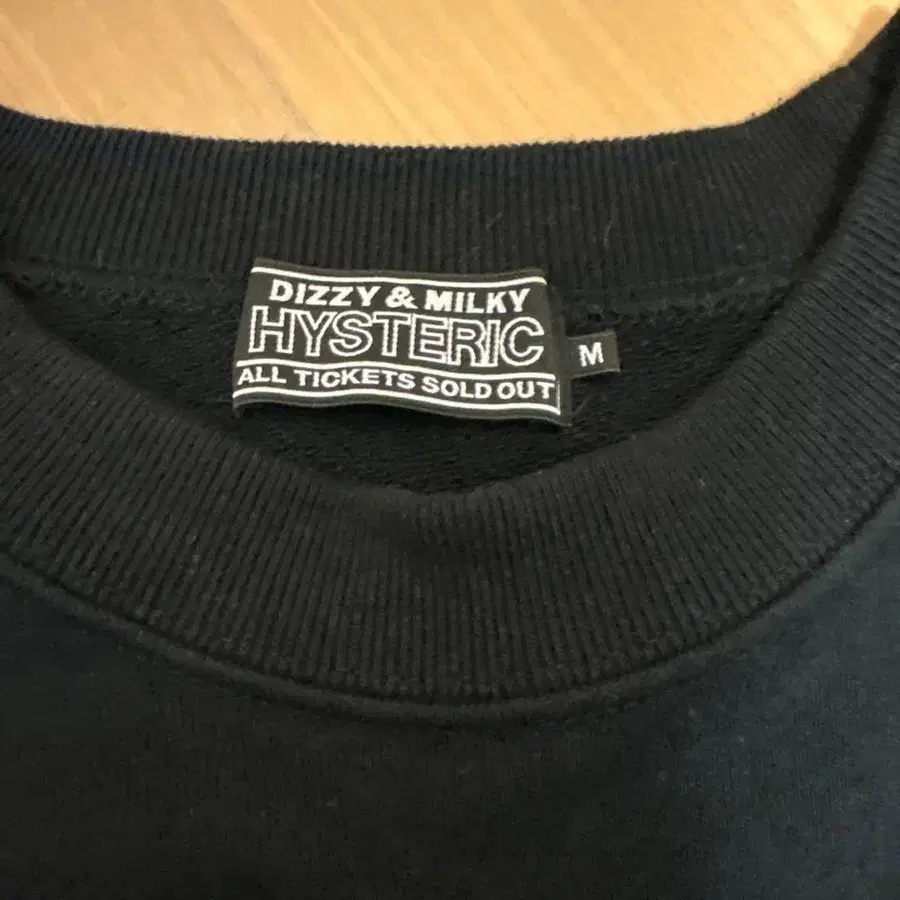 DIZZY & MILKY
HYSTERIC
ALL TICKETS SOLD OUT
M